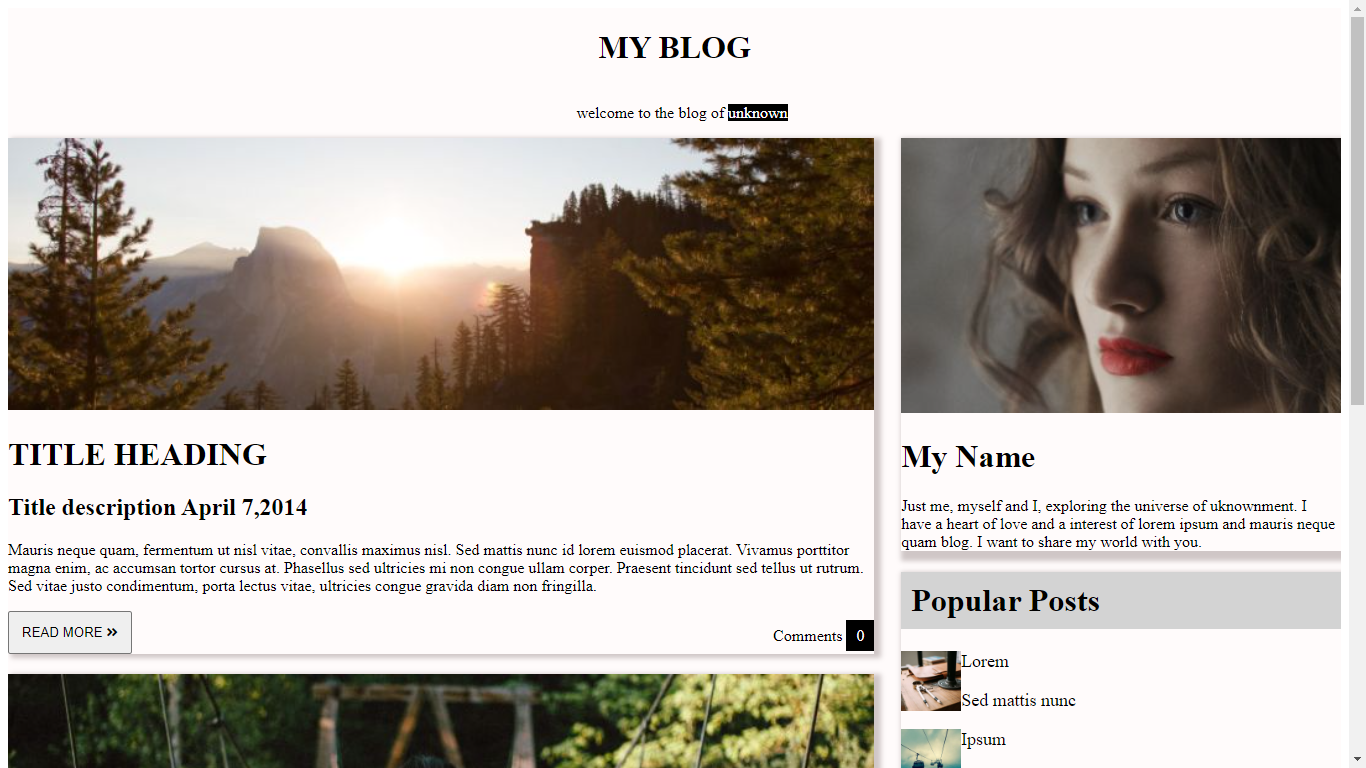 MY BLOG
welcome to the blog of unknown
TITLE HEADING
Title description April 7,2014
Mauris neque quam, fermentum ut nisl vitae, convallis maximus nisl. Sed mattis nunc id lorem euismod placerat. Vivamus porttitor
magna enim, ac accumsan tortor cursus at. Phasellus sed ultricies mi non congue ullam corper. Praesent tincidunt sed tellus ut rutrum.
Sed vitae justo condimentum, porta lectus vitae, ultricies congue gravida diam non fringilla.
READ MORE »
Comments 0
My Name
Just me, myself and I, exploring the universe of uknownment. I
have a heart of love and a interest of lorem ipsum and mauris neque
quam blog. I want to share my world with you.
Popular Posts
Lorem
Sed mattis nunc
Ipsum